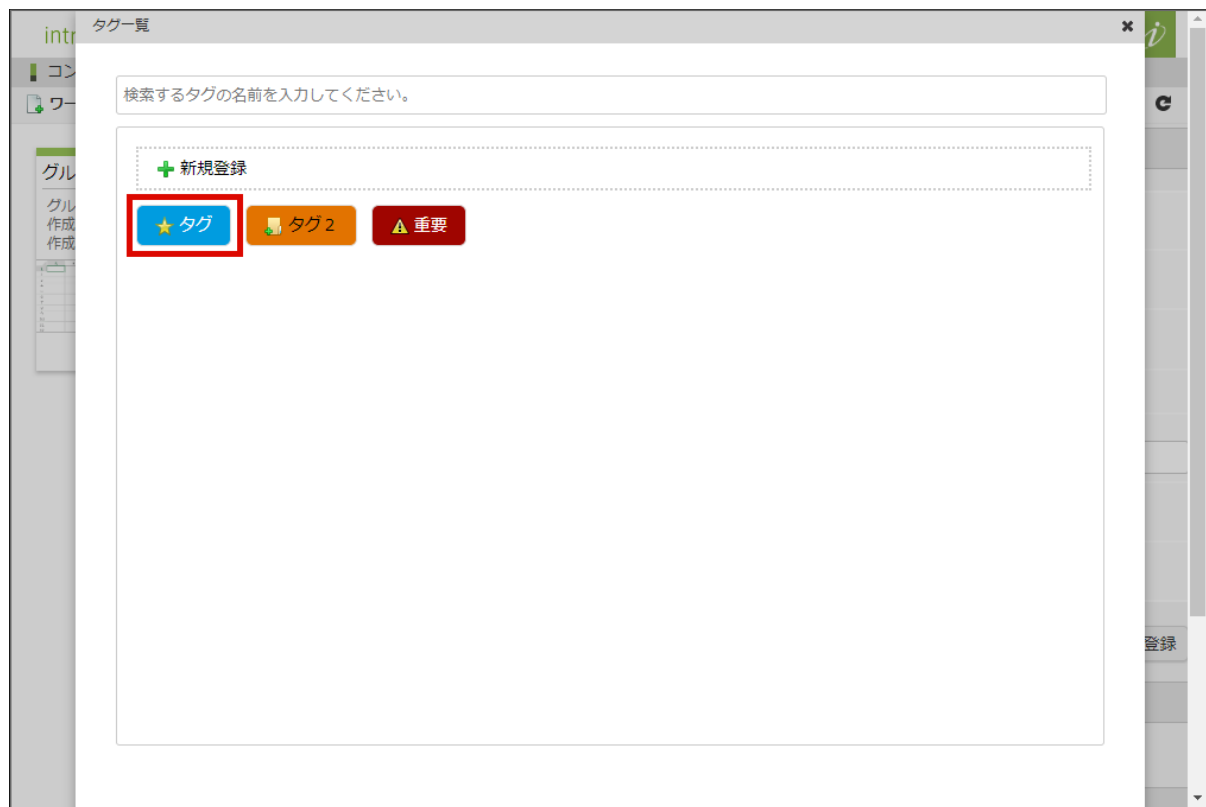 タグ一覧
intr
コン
ワー
検索するタグの名前を入力してください。
新規登録
タグ
タグ2
重要
グル
グル
作成
作成
登録